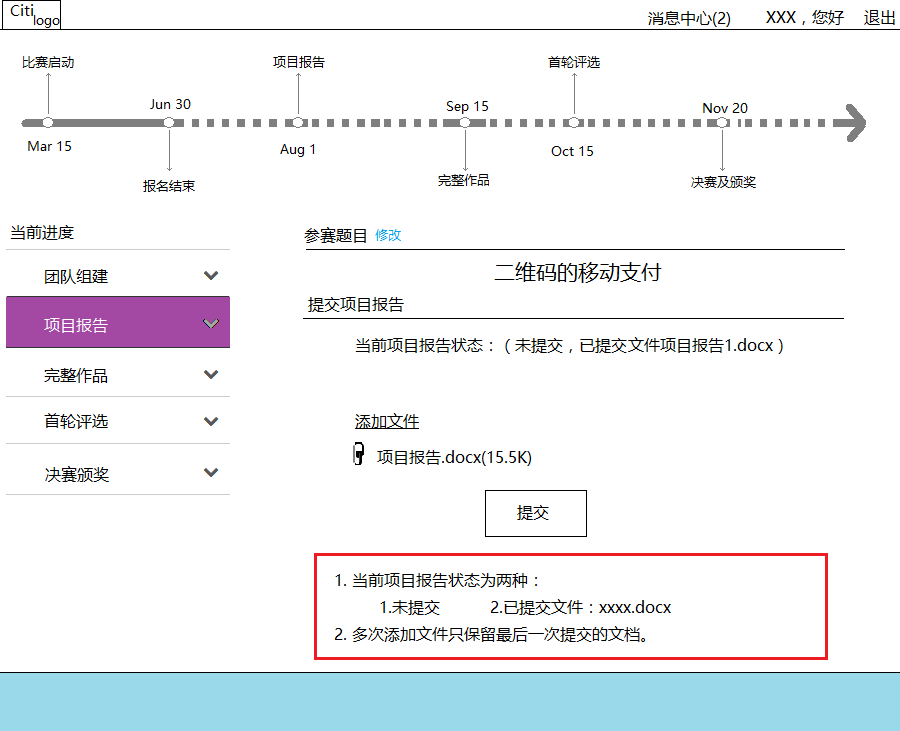 Citi
logo
消息中心(2) XXX，您好 退出
比赛启动 项目报告 首轮评选
Jun 30 Sep 15 Nov 20
Mar 15 Aug 1 Oct 15
报名结束 完整作品 决赛及颁奖
当前进度
团队组建
项目报告
完整作品
首轮评选
决赛颁奖
参赛题目 修改
二维码的移动支付
提交项目报告
当前项目报告状态：（未提交，已提交文件项目报告1.docx）
添加文件
项目报告.docx(15.5K)
提交
1. 当前项目报告状态为两种：
1.未提交 2.已提交文件：xxxx.docx
2. 多次添加文件只保留最后一次提交的文档。